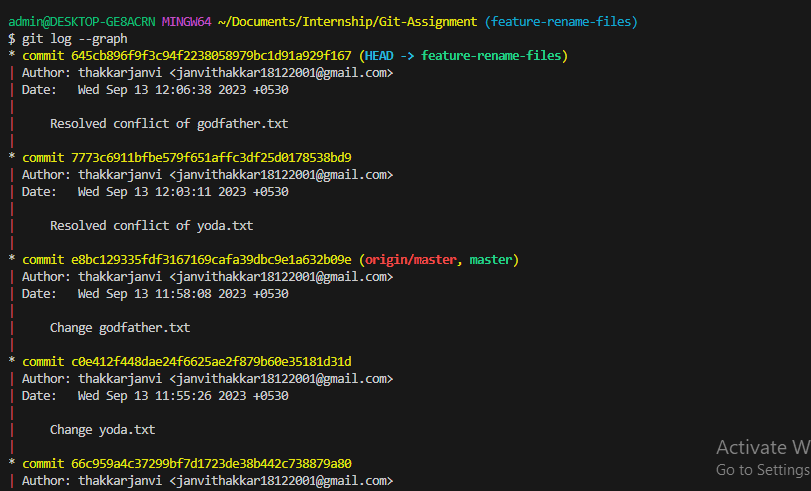 admin@DESKTOP-GE8ACRN MINGW64 ~/Documents/Internship/Git-Assignment (feature-rename-files)
$ git log --graph
* commit 645cb896f9f3c94f2238058979bc1d91a929f167 (HEAD -> feature-rename-files)
| Author: thakkarjanvi <janvithakkar18122001@gmail.com>
| Date:   Wed Sep 13 12:06:38 2023 +0530
|
|     Resolved conflict of godfather.txt
|
* commit 7773c6911bfbe579f651affc3df25d0178538bd9
| Author: thakkarjanvi <janvithakkar18122001@gmail.com>
| Date:   Wed Sep 13 12:03:11 2023 +0530
|
|     Resolved conflict of yoda.txt
|
* commit e8bc129335fdf3167169cafa39dbc9e1a632b09e (origin/master, master)
| Author: thakkarjanvi <janvithakkar18122001@gmail.com>
| Date:   Wed Sep 13 11:58:08 2023 +0530
|
|     Change godfather.txt
|
* commit c0e412f448dae24f6625ae2f879b60e35181d31d
| Author: thakkarjanvi <janvithakkar18122001@gmail.com>
| Date:   Wed Sep 13 11:55:26 2023 +0530
|
|     Change yoda.txt
|
* commit 66c959a4c37299bf7d1723de38b442c738879a80
| Author: thakkarjanvi <janvithakkar18122001@gmail.com>
Activate W
Go to Settings